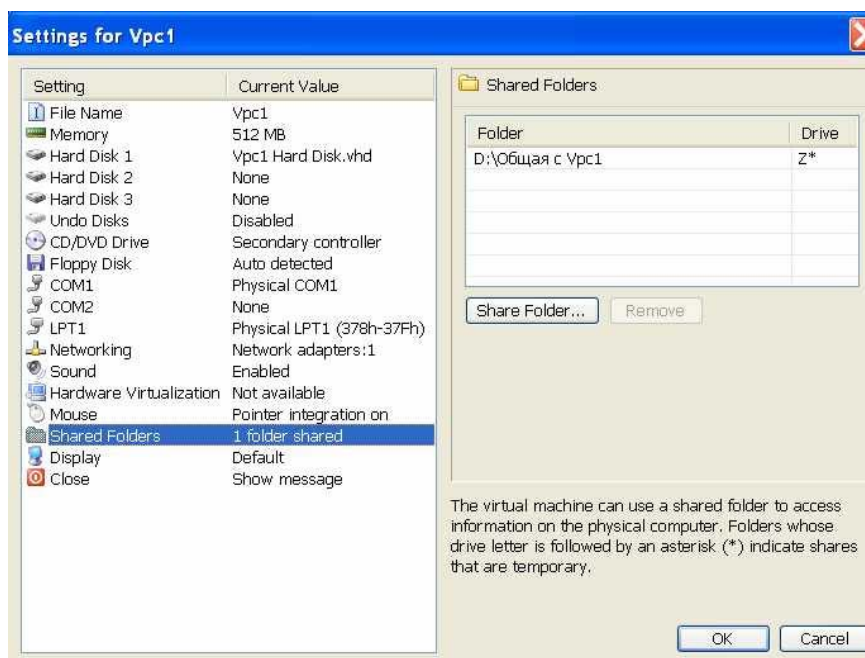 Settings for Vpc1
Setting Current Value
File Name Vpc1
Memory 512 MB
Hard Disk 1 Vpc1 Hard Disk.vhd
Hard Disk 2 None
Hard Disk 3 None
Undo Disks Disabled
CD/DVD Drive Secondary controller
Floppy Disk Auto detected
COM1 Physical COM1
COM2 None
LPT1 Physical LPT1 (378h-37Fh)
Networking Network adapters:1
Sound Enabled
Hardware Virtualization Not available
Mouse Pointer integration on
Shared Folders 1 folder shared
Display Default
Close Show message
Shared Folders
Folder Drive
D:\Общая с Vpc1 Z*
Share Folder... Remove
The virtual machine can use a shared folder to access
information on the physical computer. Folders whose
drive letter is followed by an asterisk (*) indicate shares
that are temporary.
OK Cancel